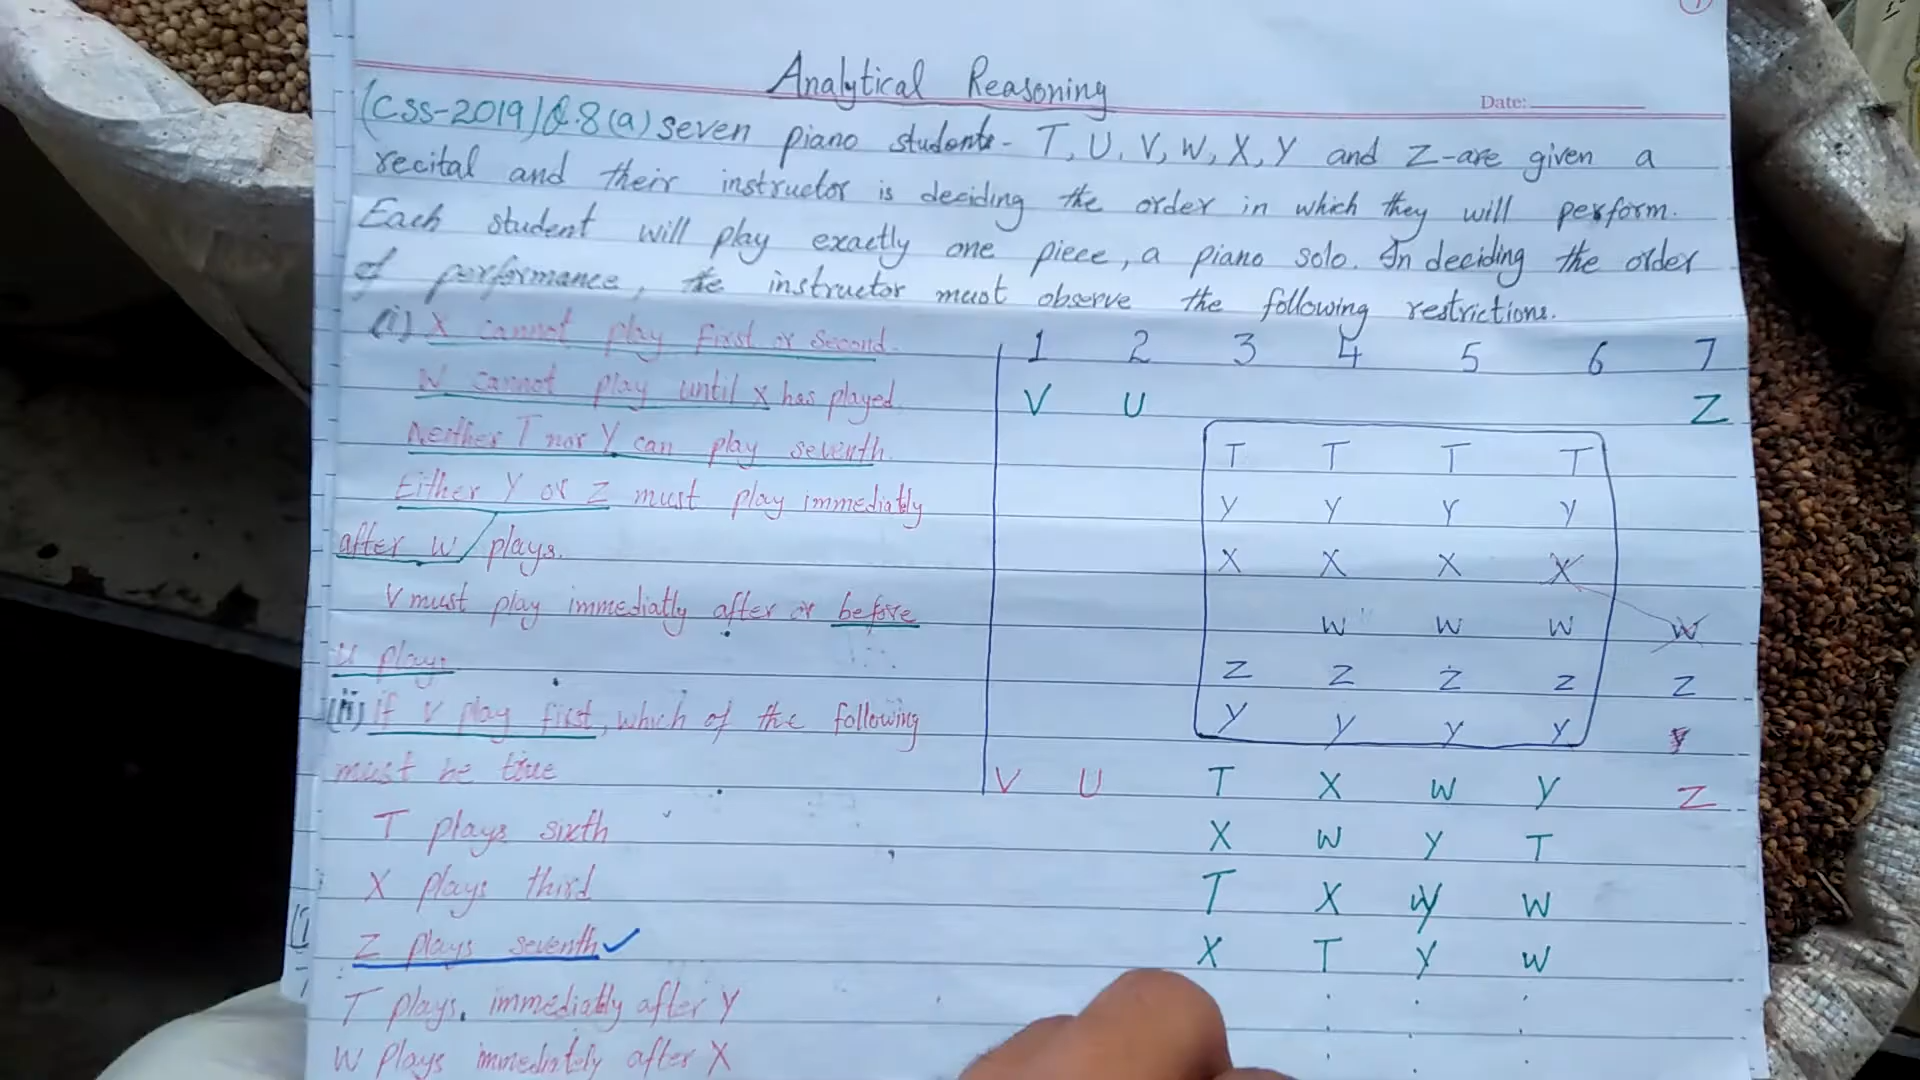 Analytical Reasoning
Date:
(CSS-2019) Q.8(a) seven piano students - T, U, V, W, X, Y and Z-are given a
recital and their instructor is deciding the order in which they will perform.
Each student will play exactly one piece, a piano solo. In deciding the order
of performance, the instructor must observe the following restrictions.
(i) X cannot play First or Second.
W cannot play until X has played.
Neither T nor Y can play seventh.
Either Y or Z must play immediatly
after W plays.
V must play immediatly after or before
U plays
(ii) if V play first, which of the following
must be true
T plays sixth
X plays third
Z plays seventh ✓
T plays. immediatly after Y
W Plays immediately after X
1 2 3 4 5 6 7
V U Z
T T T T
Y Y Y Y
X X X X
W W W W
Z Z Z Z Z
Y Y Y Y
V U T X W Y Z
X W Y T
T X Y W
X T Y W